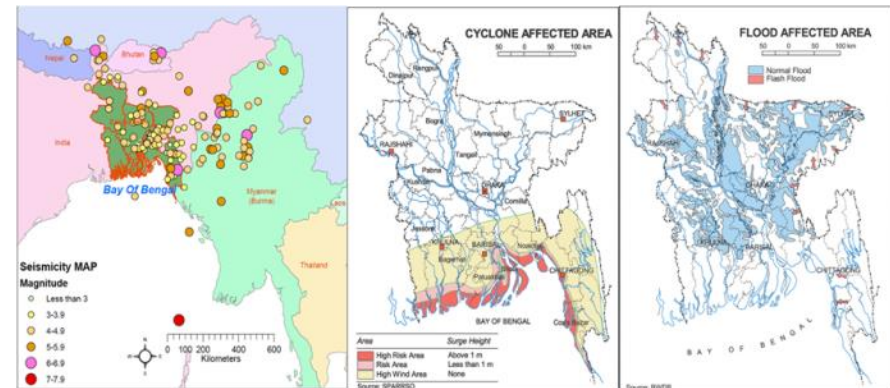 Nepal
Bhutan
India
Bay Of Bengal
Myanmar
(Burma)
Laos
Thailand
Seismicity MAP
Magnitude
Less than 3
3-3.9
4-4.9
5-5.9
6-6.9
7-7.9
0 100 200 400 600 800
Kilometers
CYCLONE AFFECTED AREA
50 0 50 100 km
Rangpur
Dinajpur
Bogra
Mymensingh
SYLHET
RAJSHAHI
Pabna
Tangail
Kushtia
DHAKA
Comilla
Jessore
KHULNA
BARISAL
Noakhali
Bagerhat
Patuakhali
CHITTAGONG
Cox's Bazar
BAY OF BENGAL
Area Surge Height
High Risk Area Above 1 m
Risk Area Less than 1 m
High Wind Area None
Source: SPARRSO
FLOOD AFFECTED AREA
50 0 50 100 km
Normal Flood
Flash Flood
SYLHET
RAJSHAHI
DHAKA
KHULNA
BARISAL
CHITTAGONG
BAY OF BENGAL